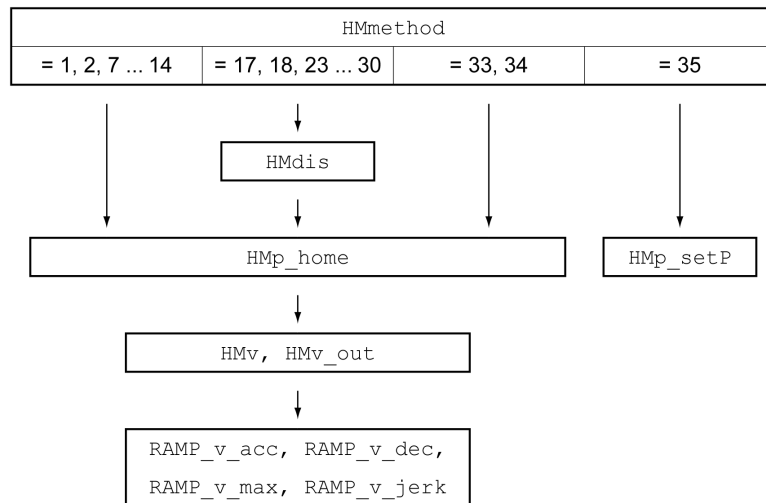 HMmethod
= 1, 2, 7 ... 14 = 17, 18, 23 ... 30 = 33, 34 = 35
HMdis
HMp_home HMp_setP
HMv, HMv_out
RAMP_v_acc, RAMP_v_dec,
RAMP_v_max, RAMP_v_jerk